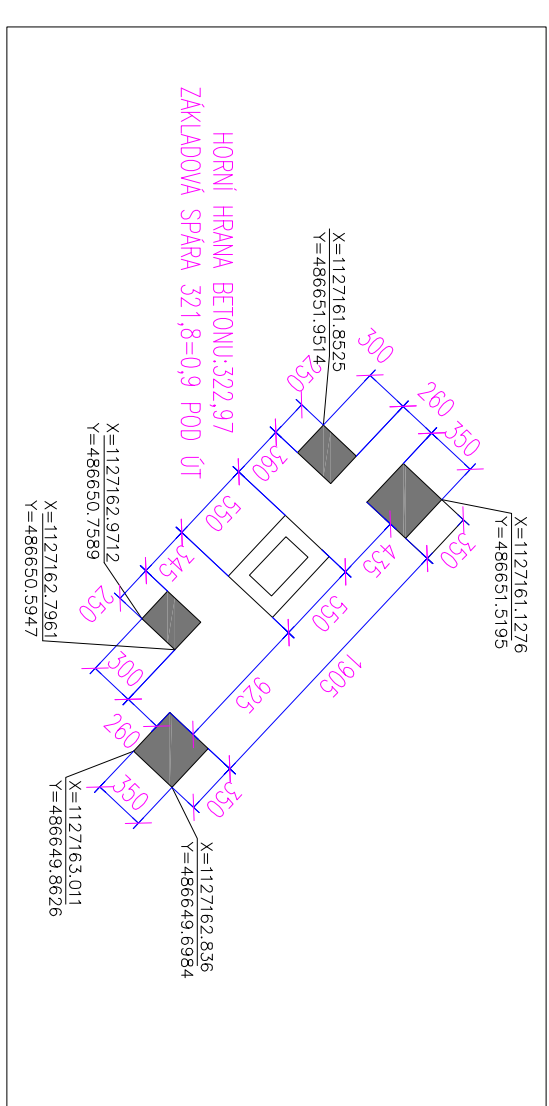 HORNÍ HRANA BETONU:322,97
ZÁKLADOVÁ SPÁRA 321,8=0,9 POD ÚT
X=1127161.8525
Y=486651.9514
X=1127161.1276
Y=486651.5195
X=1127162.9712
Y=486650.7589
X=1127162.7961
Y=486650.5947
X=1127162.836
Y=486649.6984
X=1127163.011
Y=486649.8626
300
260
350
250
360
550
345
250
350
435
550
1905
925
300
260
350
350